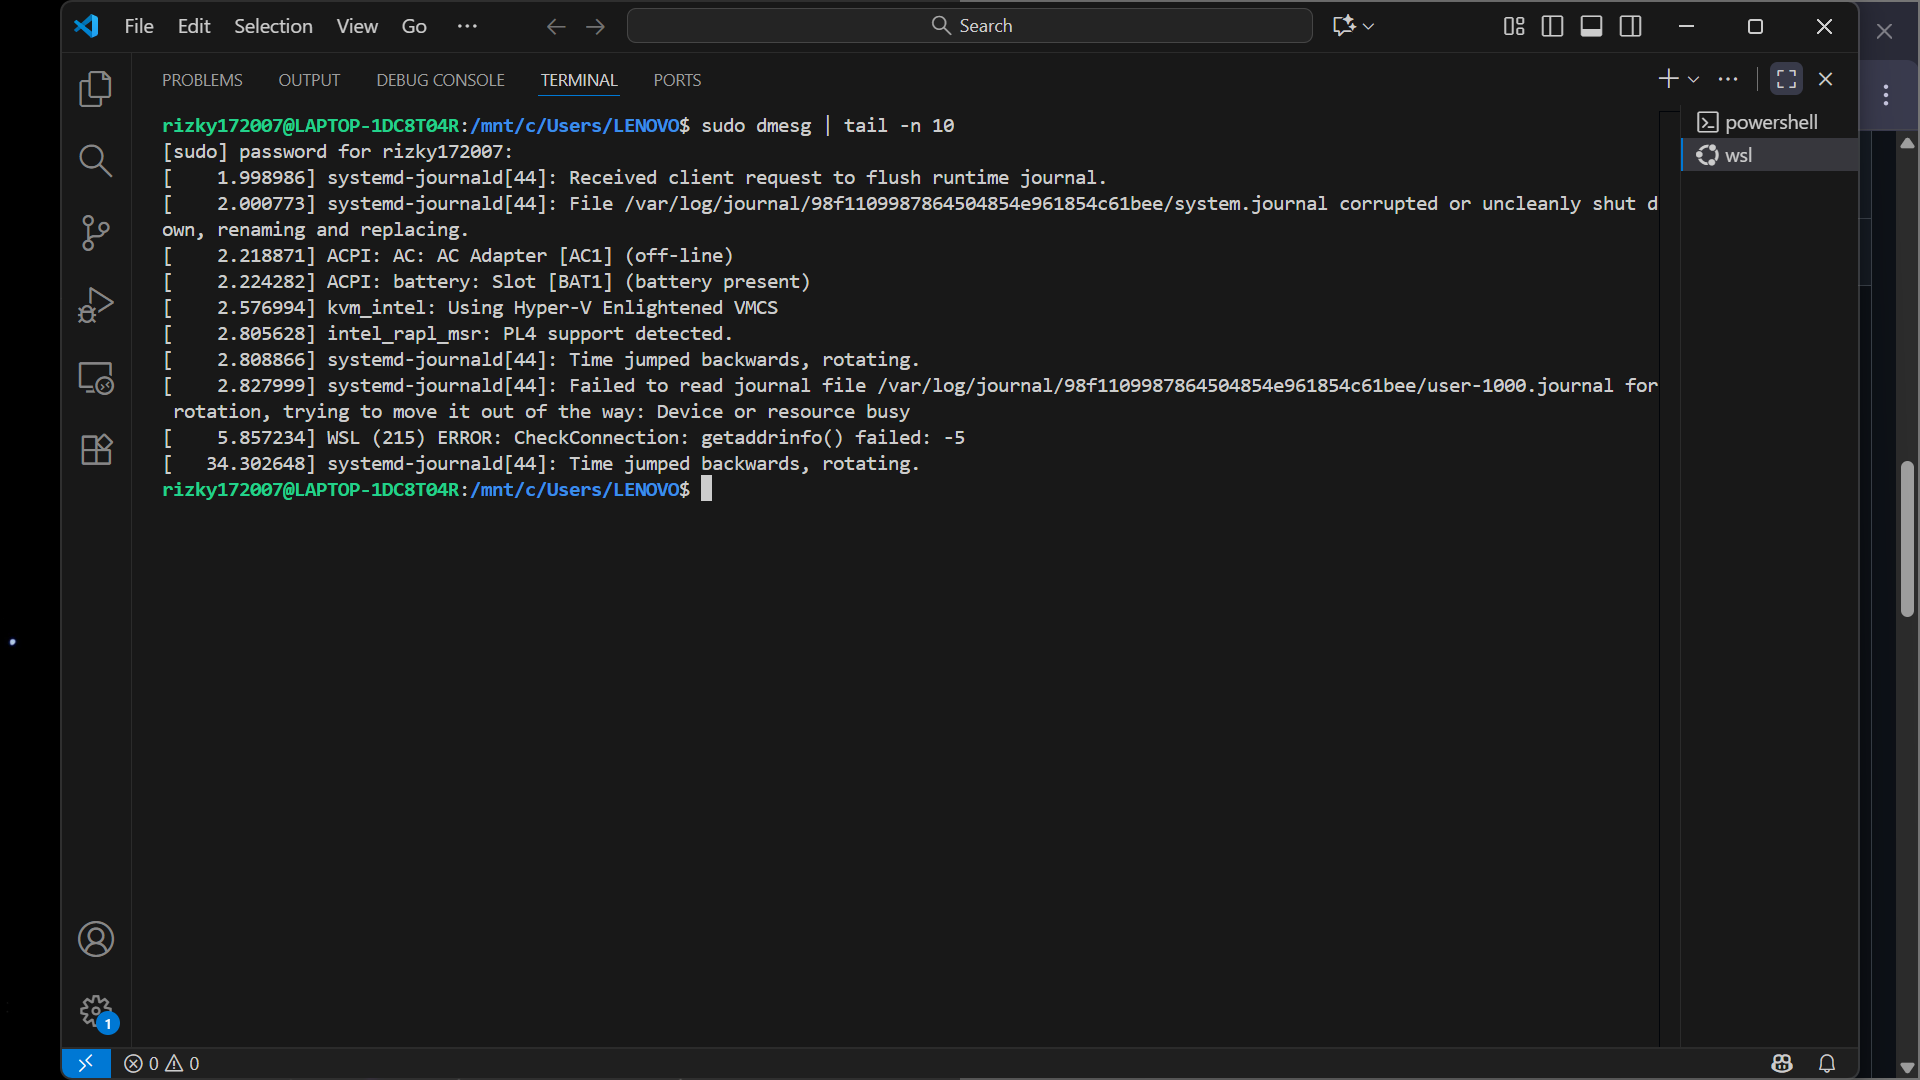 File Edit Selection View Go ··· Search
PROBLEMS OUTPUT DEBUG CONSOLE TERMINAL PORTS
rizky172007@LAPTOP-1DC8T04R:/mnt/c/Users/LENOVO$ sudo dmesg | tail -n 10
[sudo] password for rizky172007:
[    1.998986] systemd-journald[44]: Received client request to flush runtime journal.
[    2.000773] systemd-journald[44]: File /var/log/journal/98f1109987864504854e961854c61bee/system.journal corrupted or uncleanly shut d
own, renaming and replacing.
[    2.218871] ACPI: AC: AC Adapter [AC1] (off-line)
[    2.224282] ACPI: battery: Slot [BAT1] (battery present)
[    2.576994] kvm_intel: Using Hyper-V Enlightened VMCS
[    2.805628] intel_rapl_msr: PL4 support detected.
[    2.808866] systemd-journald[44]: Time jumped backwards, rotating.
[    2.827999] systemd-journald[44]: Failed to read journal file /var/log/journal/98f1109987864504854e961854c61bee/user-1000.journal for
 rotation, trying to move it out of the way: Device or resource busy
[    5.857234] WSL (215) ERROR: CheckConnection: getaddrinfo() failed: -5
[   34.302648] systemd-journald[44]: Time jumped backwards, rotating.
rizky172007@LAPTOP-1DC8T04R:/mnt/c/Users/LENOVO$
powershell
wsl
1
0 0